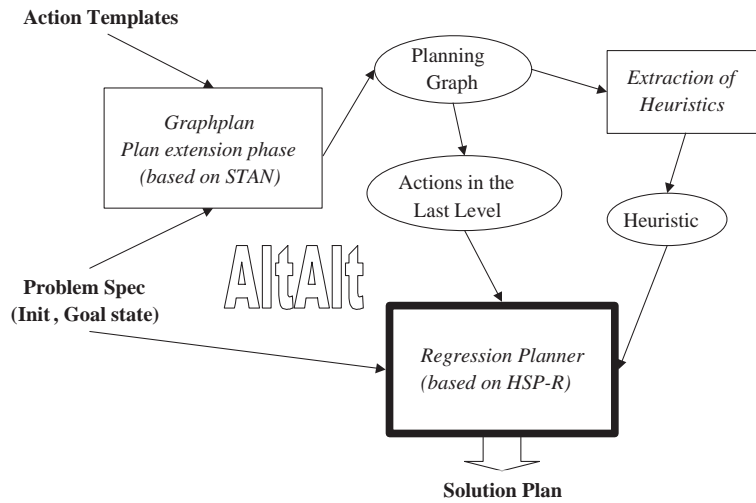 Action Templates
Graphplan
Plan extension phase
(based on STAN)
Planning
Graph
Extraction of
Heuristics
Actions in the
Last Level
Heuristic
Problem Spec
(Init , Goal state)
AltAlt
Regression Planner
(based on HSP-R)
Solution Plan